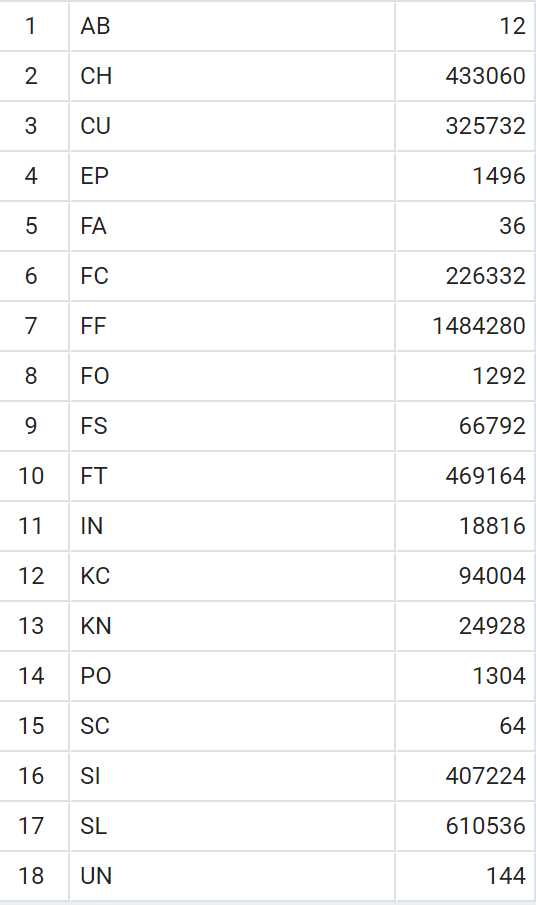 1 AB 12
2 CH 433060
3 CU 325732
4 EP 1496
5 FA 36
6 FC 226332
7 FF 1484280
8 FO 1292
9 FS 66792
10 FT 469164
11 IN 18816
12 KC 94004
13 KN 24928
14 PO 1304
15 SC 64
16 SI 407224
17 SL 610536
18 UN 144